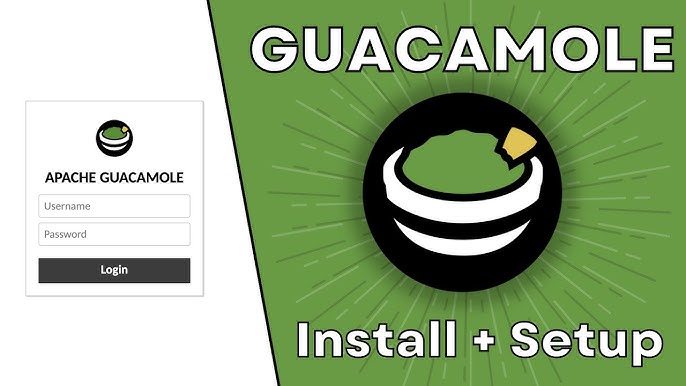 APACHE GUACAMOLE
Username
Password
Login
GUACAMOLE
Install + Setup